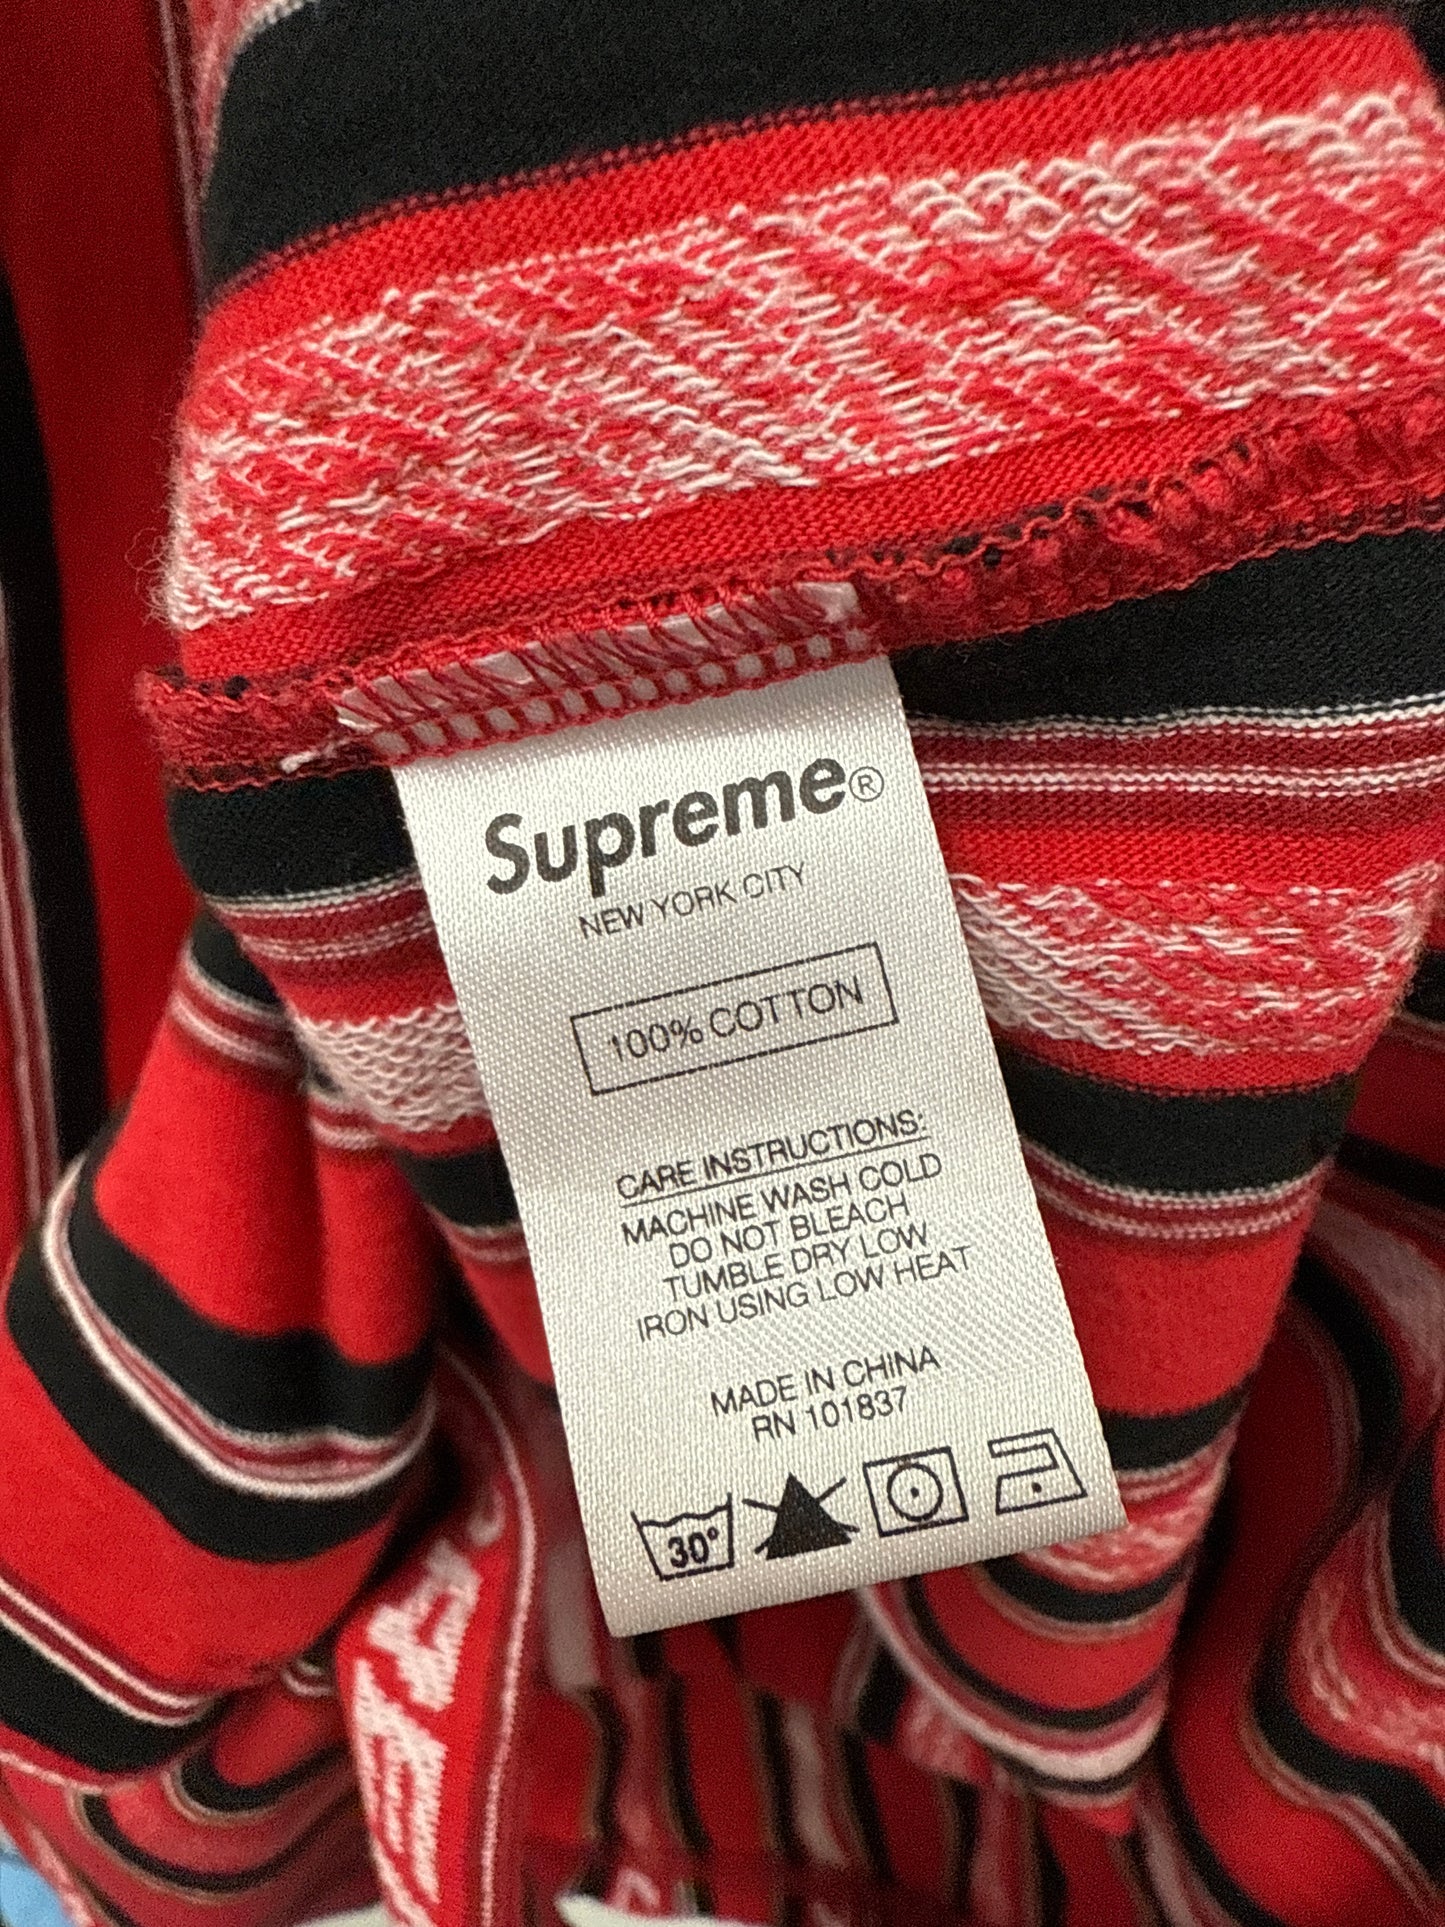 Supreme®
NEW YORK CITY
100% COTTON
CARE INSTRUCTIONS:
MACHINE WASH COLD
DO NOT BLEACH
TUMBLE DRY LOW
IRON USING LOW HEAT
MADE IN CHINA
RN 101837
30°